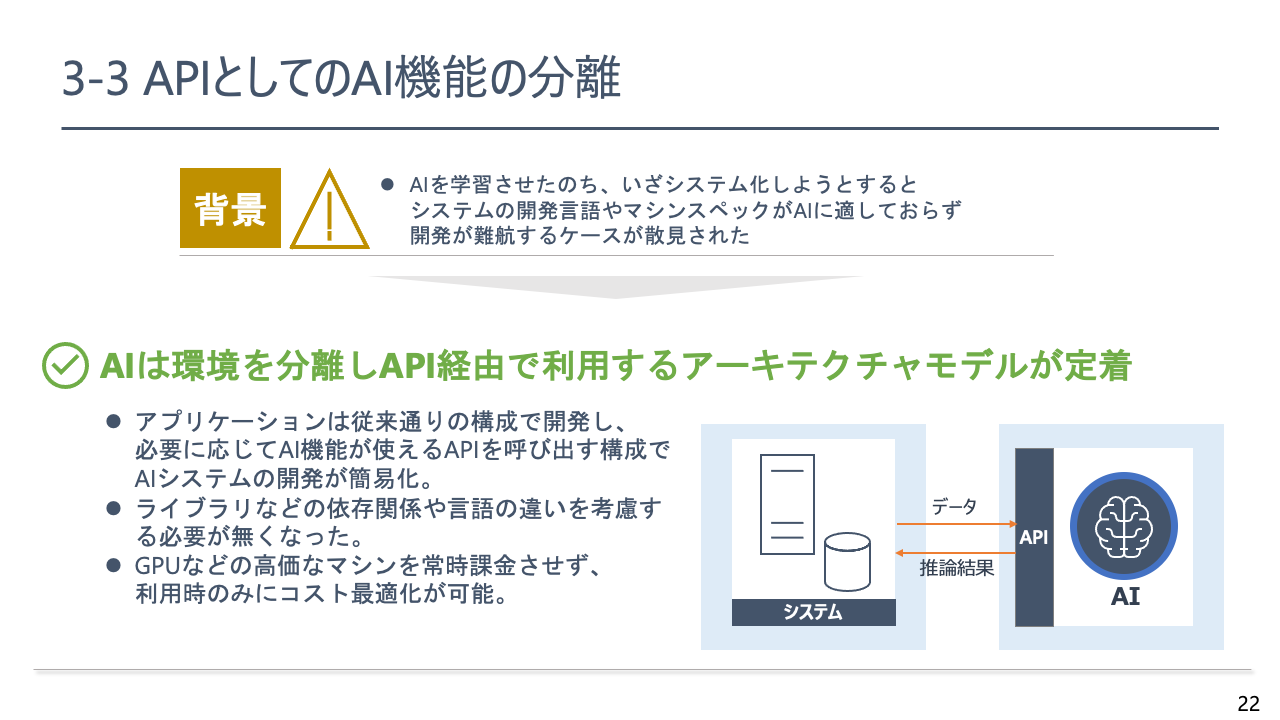 3-3 APIとしてのAI機能の分離
背景
● AIを学習させたのち、いざシステム化しようとすると
システムの開発言語やマシンスペックがAIに適しておらず
開発が難航するケースが散見された
AIは環境を分離しAPI経由で利用するアーキテクチャモデルが定着
● アプリケーションは従来通りの構成で開発し、
必要に応じてAI機能が使えるAPIを呼び出す構成で
AIシステムの開発が簡易化。
● ライブラリなどの依存関係や言語の違いを考慮す
る必要が無くなった。
● GPUなどの高価なマシンを常時課金させず、
利用時のみにコスト最適化が可能。
システム
データ
推論結果
API
AI
22